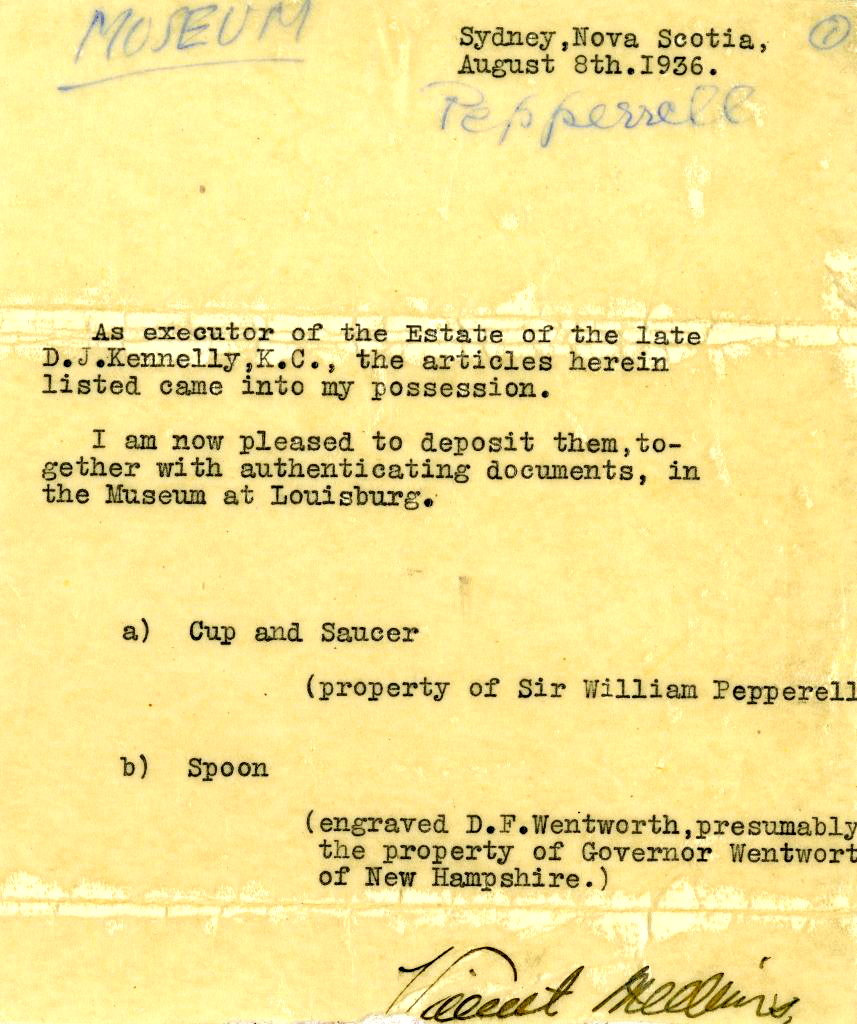 MUSEUM
Sydney,Nova Scotia, 1
August 8th.I936.
Pepperrell
As executor of the Estate of the late
D.J.Kennelly,K.C., the articles herein
listed came into my possession.
I am now pleased to deposit them,to-
gether with authenticating documents, in
the Museum at Louisburg.
a) Cup and Saucer
(property of Sir William Pepperell
b) Spoon
(engraved D.F.Wentworth,presumably
the property of Governor Wentwort
of New Hampshire.)